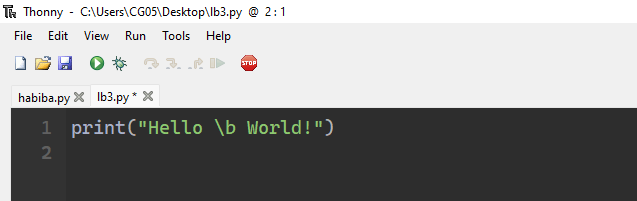 Thonny - C:\Users\CG05\Desktop\lb3.py @ 2:1
File Edit View Run Tools Help
STOP
habiba.py lb3.py *
1 print("Hello \b World!")
2